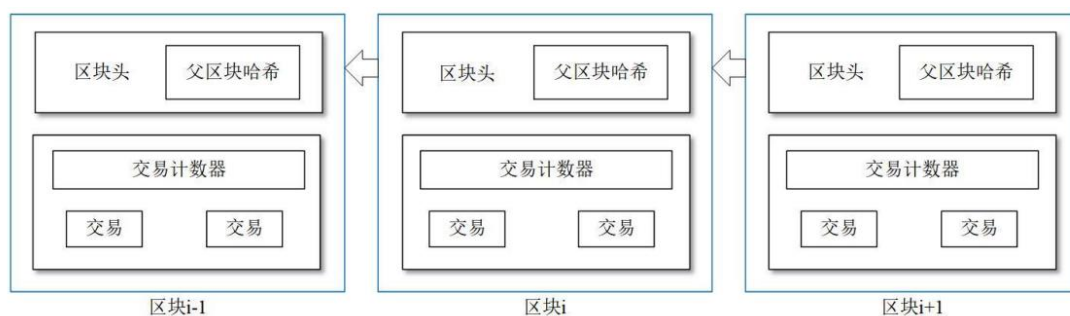 区块头 父区块哈希 区块头 父区块哈希 区块头 父区块哈希
交易计数器 交易计数器 交易计数器
交易 交易 交易 交易 交易 交易
区块i-1 区块i 区块i+1